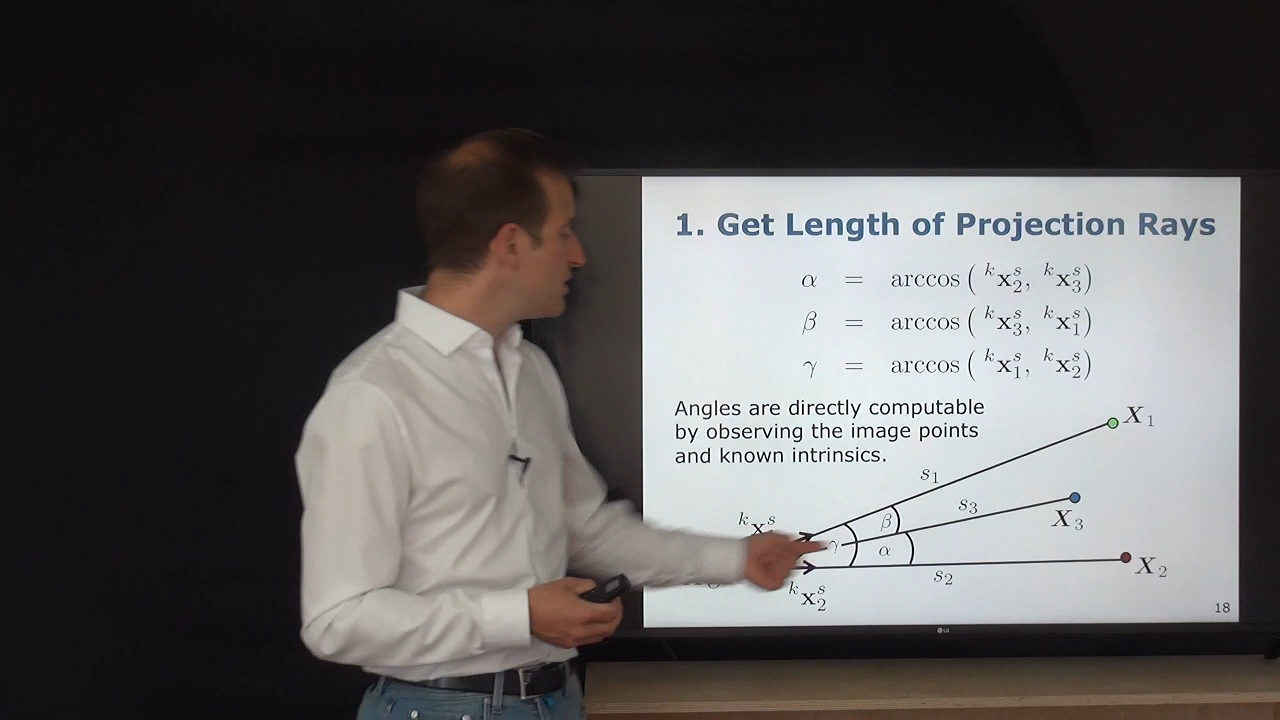 1. Get Length of Projection Rays
α = arccos ( ᵏx₂ˢ, ᵏx₃ˢ)
β = arccos ( ᵏx₃ˢ, ᵏx₁ˢ)
γ = arccos ( ᵏx₁ˢ, ᵏx₂ˢ)
Angles are directly computable
by observing the image points
and known intrinsics.
X₁
s₁
s₃
X₃
β
γ
α
s₂
X₂
ᵏx₂ˢ
18
LG